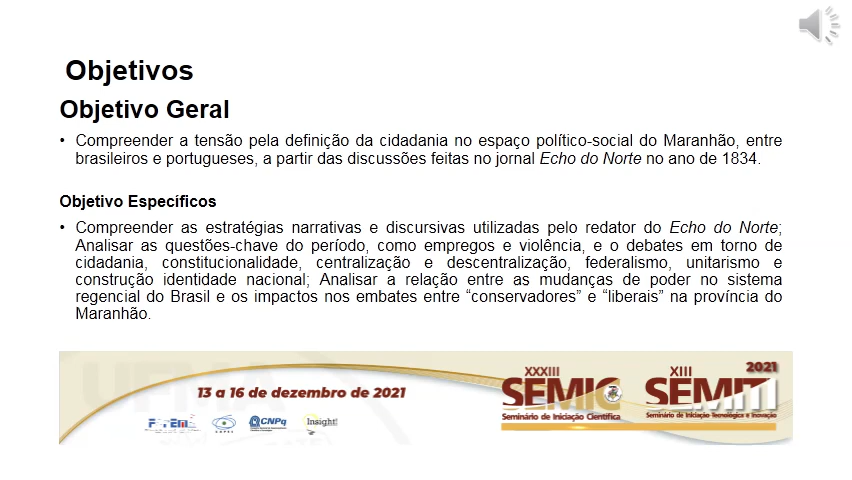 Objetivos
Objetivo Geral
• Compreender a tensão pela definição da cidadania no espaço político-social do Maranhão, entre
brasileiros e portugueses, a partir das discussões feitas no jornal Echo do Norte no ano de 1834.
Objetivo Específicos
• Compreender as estratégias narrativas e discursivas utilizadas pelo redator do Echo do Norte;
Analisar as questões-chave do período, como empregos e violência, e o debates em torno de
cidadania, constitucionalidade, centralização e descentralização, federalismo, unitarismo e
construção identidade nacional; Analisar a relação entre as mudanças de poder no sistema
regencial do Brasil e os impactos nos embates entre “conservadores” e “liberais” na província do
Maranhão.
13 a 16 de dezembro de 2021
CNPq
Insight!
XXXIII
SEMIC
Seminário de Iniciação Científica
XIII
2021
SEMITI
Seminário de Iniciação Tecnológica e Inovação